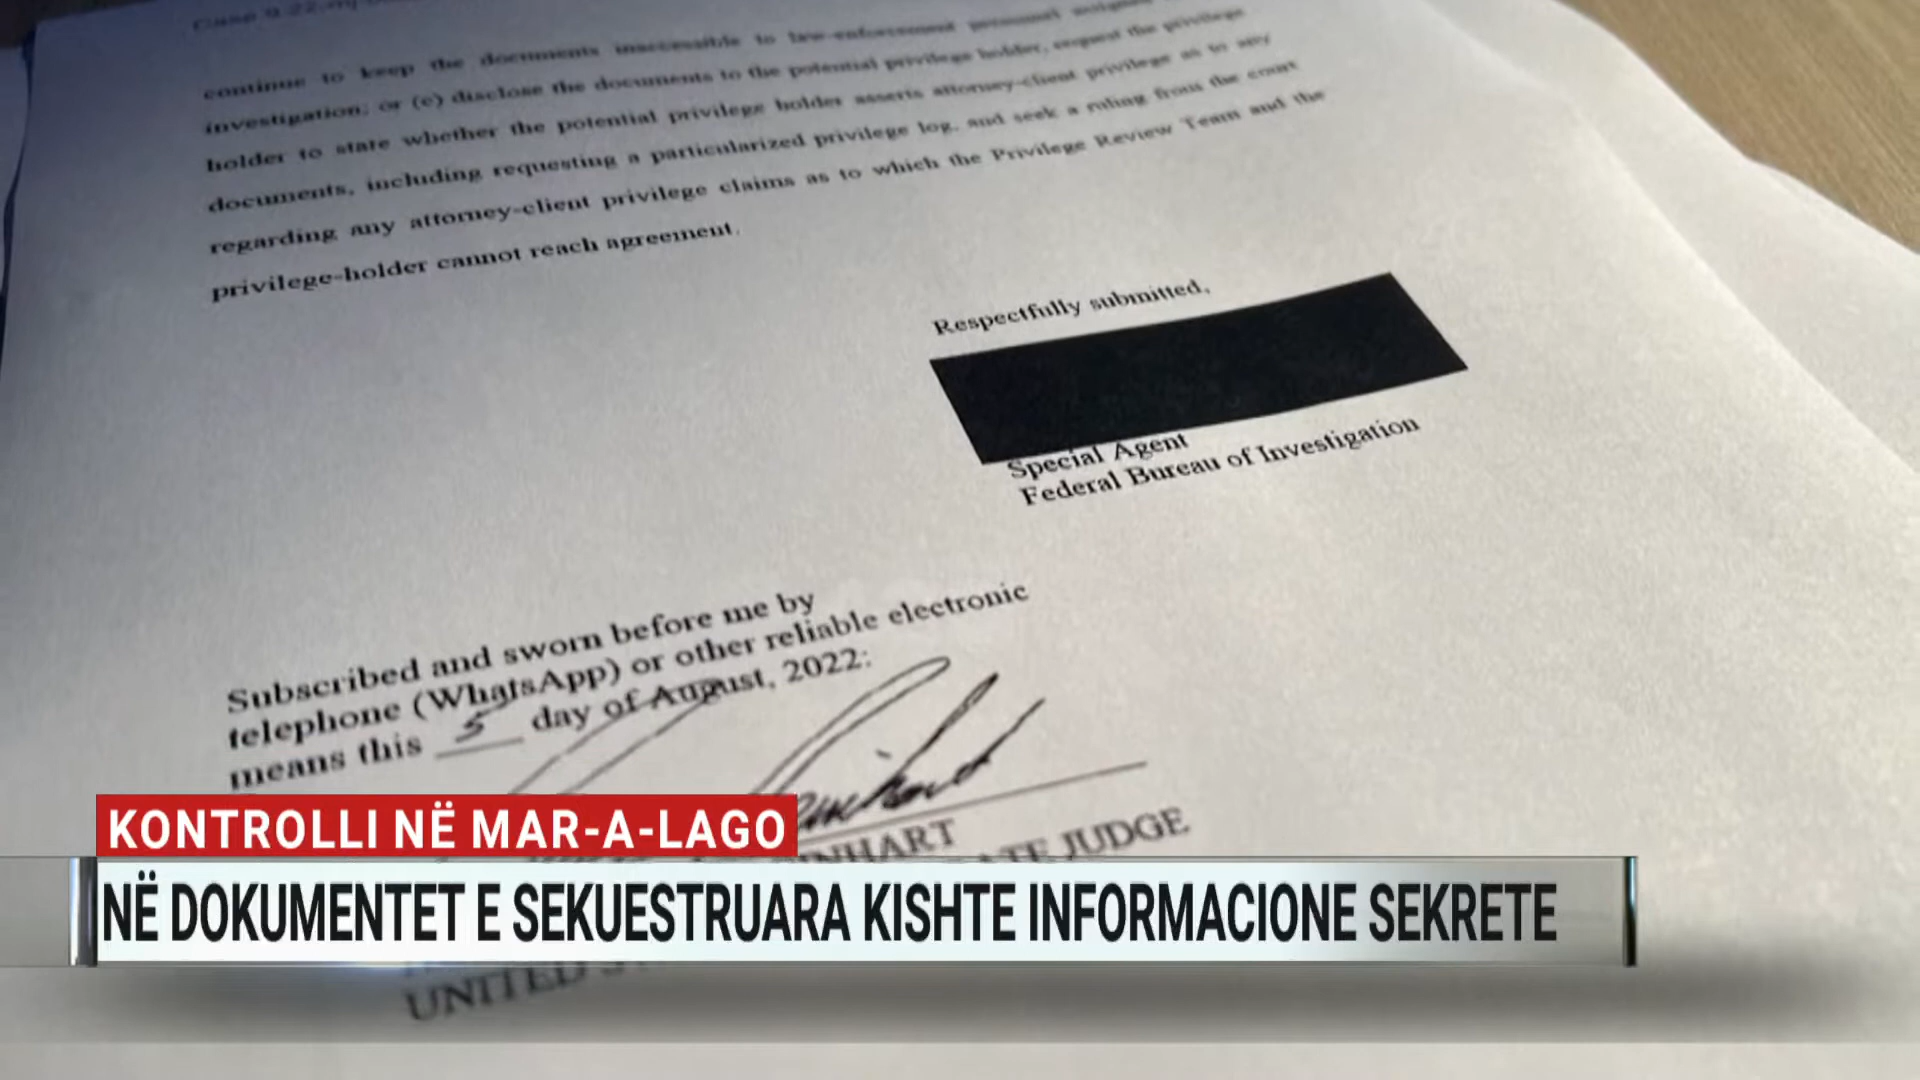 continue to keep the documents inaccessible to law-enforcement personnel
investigation; or (c) disclose the documents to the potential privilege holder, request the privilege
holder to state whether the potential privilege holder asserts attorney-client privilege as to any
documents, including requesting a particularized privilege log, and seek a ruling from the court
regarding any attorney-client privilege claims as to which the Privilege Review Team and the
privilege-holder cannot reach agreement.
Respectfully submitted,
Special Agent
Federal Bureau of Investigation
Subscribed and sworn before me by
telephone (WhatsApp) or other reliable electronic
means this 5 day of August, 2022:
JUDGE
KONTROLLI NË MAR-A-LAGO
NË DOKUMENTET E SEKUESTRUARA KISHTE INFORMACIONE SEKRETE
UNITED